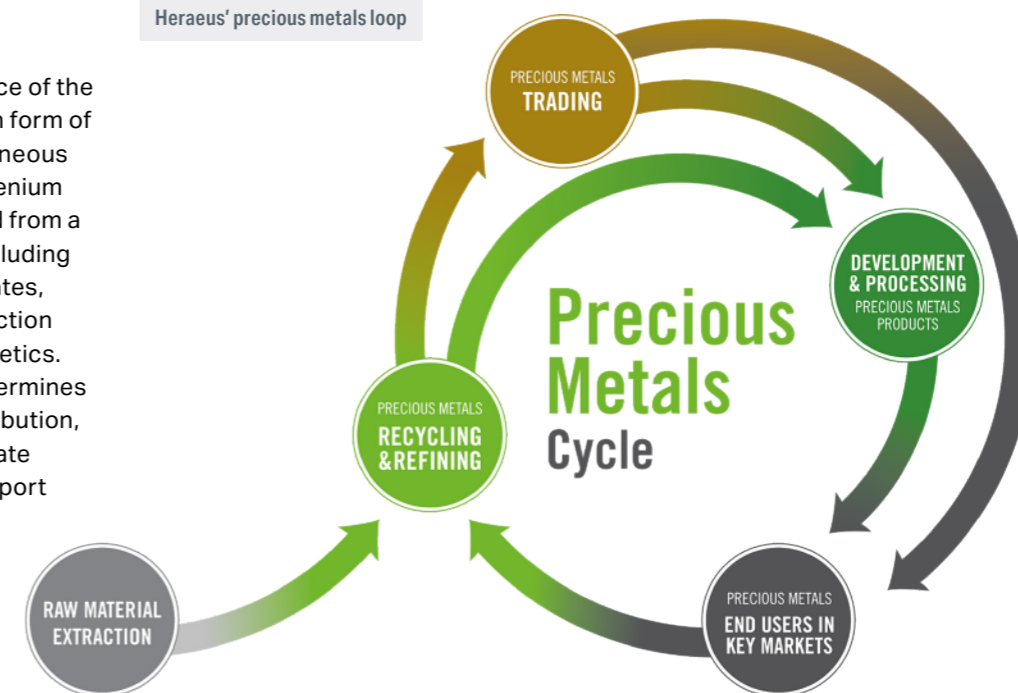 Heraeus' precious metals loop
ce of the
form of
neous
enium
from a
cluding
ates,
ction
etics.
ermines
bution,
ate
port
PRECIOUS METALS
TRADING
DEVELOPMENT
& PROCESSING
PRECIOUS METALS
PRODUCTS
Precious
Metals
Cycle
PRECIOUS METALS
RECYCLING
&REFINING
RAW MATERIAL
EXTRACTION
PRECIOUS METALS
END USERS IN
KEY MARKETS